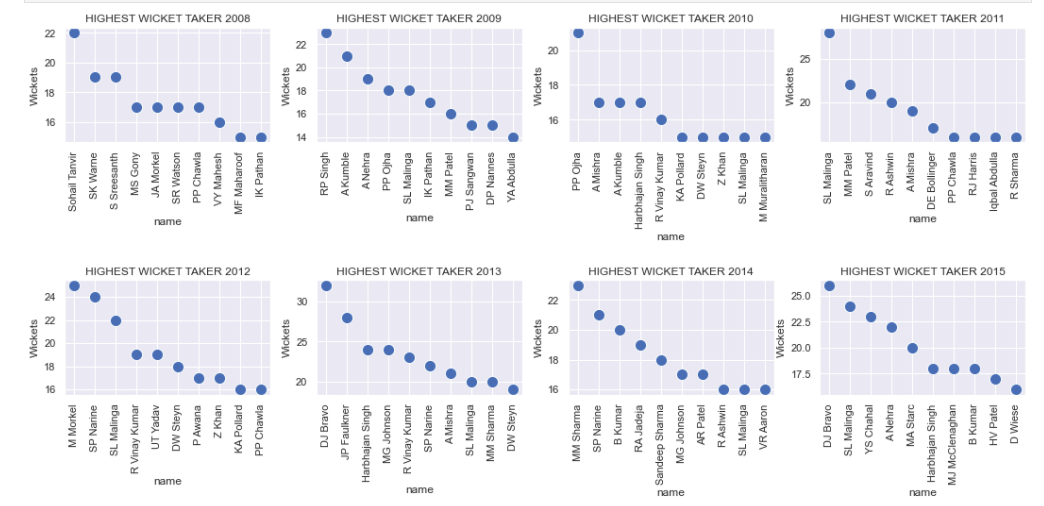 HIGHEST WICKET TAKER 2008
Wickets
22
20
18
16
Sohail Tanvir
SK Warne
S Sreesanth
MS Gony
JA Morkel
SR Watson
PP Chawla
VY Mahesh
MF Maharoof
IK Pathan
name
HIGHEST WICKET TAKER 2009
Wickets
22
20
18
16
14
RP Singh
A Kumble
A Nehra
PP Ojha
SL Malinga
IK Pathan
MM Patel
PJ Sangwan
DP Nannes
YA Abdulla
name
HIGHEST WICKET TAKER 2010
Wickets
20
18
16
PP Ojha
A Mishra
A Kumble
Harbhajan Singh
R Vinay Kumar
KA Pollard
DW Steyn
Z Khan
SL Malinga
M Muralitharan
name
HIGHEST WICKET TAKER 2011
Wickets
25
20
SL Malinga
MM Patel
S Aravind
R Ashwin
A Mishra
DE Bollinger
PP Chawla
RJ Harris
Iqbal Abdulla
R Sharma
name
HIGHEST WICKET TAKER 2012
Wickets
24
22
20
18
16
M Morkel
SP Narine
SL Malinga
R Vinay Kumar
UT Yadav
DW Steyn
P Awana
Z Khan
KA Pollard
PP Chawla
name
HIGHEST WICKET TAKER 2013
Wickets
30
25
20
DJ Bravo
JP Faulkner
Harbhajan Singh
MG Johnson
R Vinay Kumar
SP Narine
A Mishra
SL Malinga
MM Sharma
DW Steyn
name
HIGHEST WICKET TAKER 2014
Wickets
22
20
18
16
MM Sharma
SP Narine
B Kumar
RA Jadeja
Sandeep Sharma
MG Johnson
AR Patel
R Ashwin
SL Malinga
VR Aaron
name
HIGHEST WICKET TAKER 2015
Wickets
25.0
22.5
20.0
17.5
DJ Bravo
SL Malinga
YS Chahal
A Nehra
MA Starc
Harbhajan Singh
MJ McClenaghan
B Kumar
HV Patel
D Wiese
name